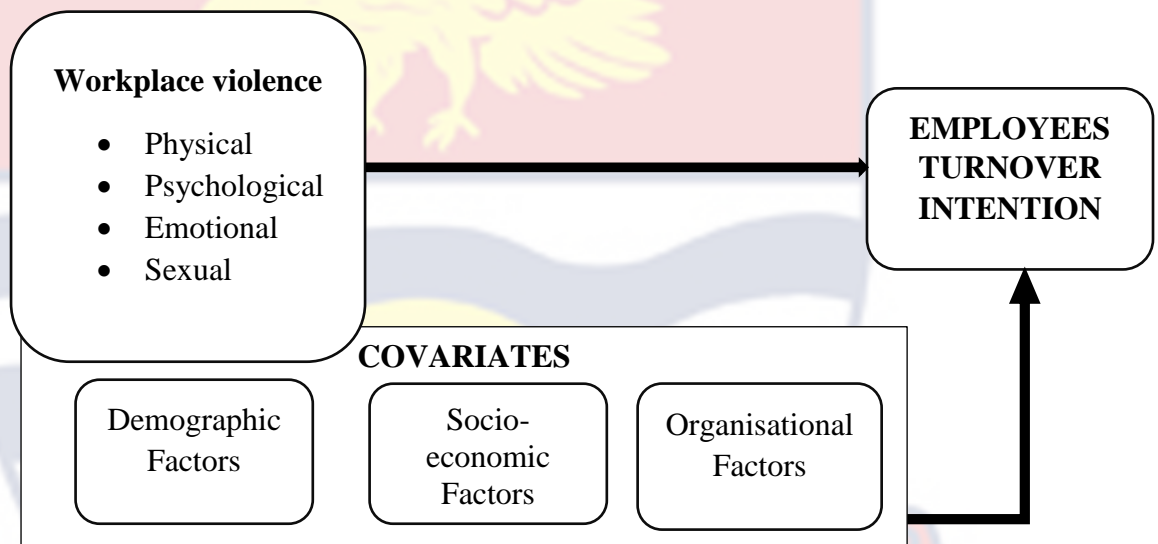 Workplace violence
• Physical
• Psychological
• Emotional
• Sexual
EMPLOYEES
TURNOVER
INTENTION
COVARIATES
Demographic
Factors
Socio-
economic
Factors
Organisational
Factors